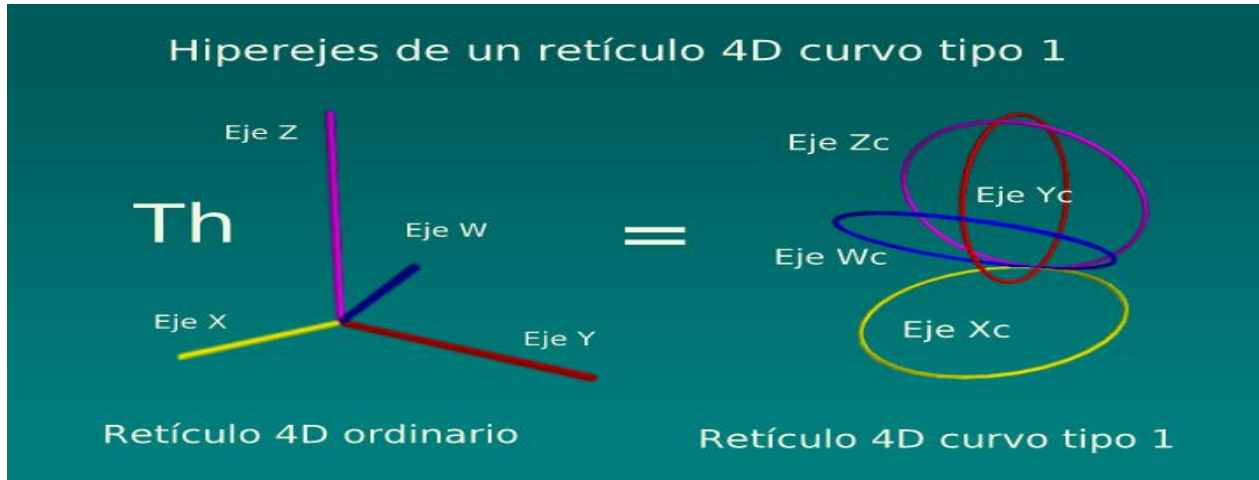 Hiperejes de un retículo 4D curvo tipo 1
Eje Z
Th
Eje W
Eje X
Eje Y
Retículo 4D ordinario
=
Eje Zc
Eje Yc
Eje Wc
Eje Xc
Retículo 4D curvo tipo 1